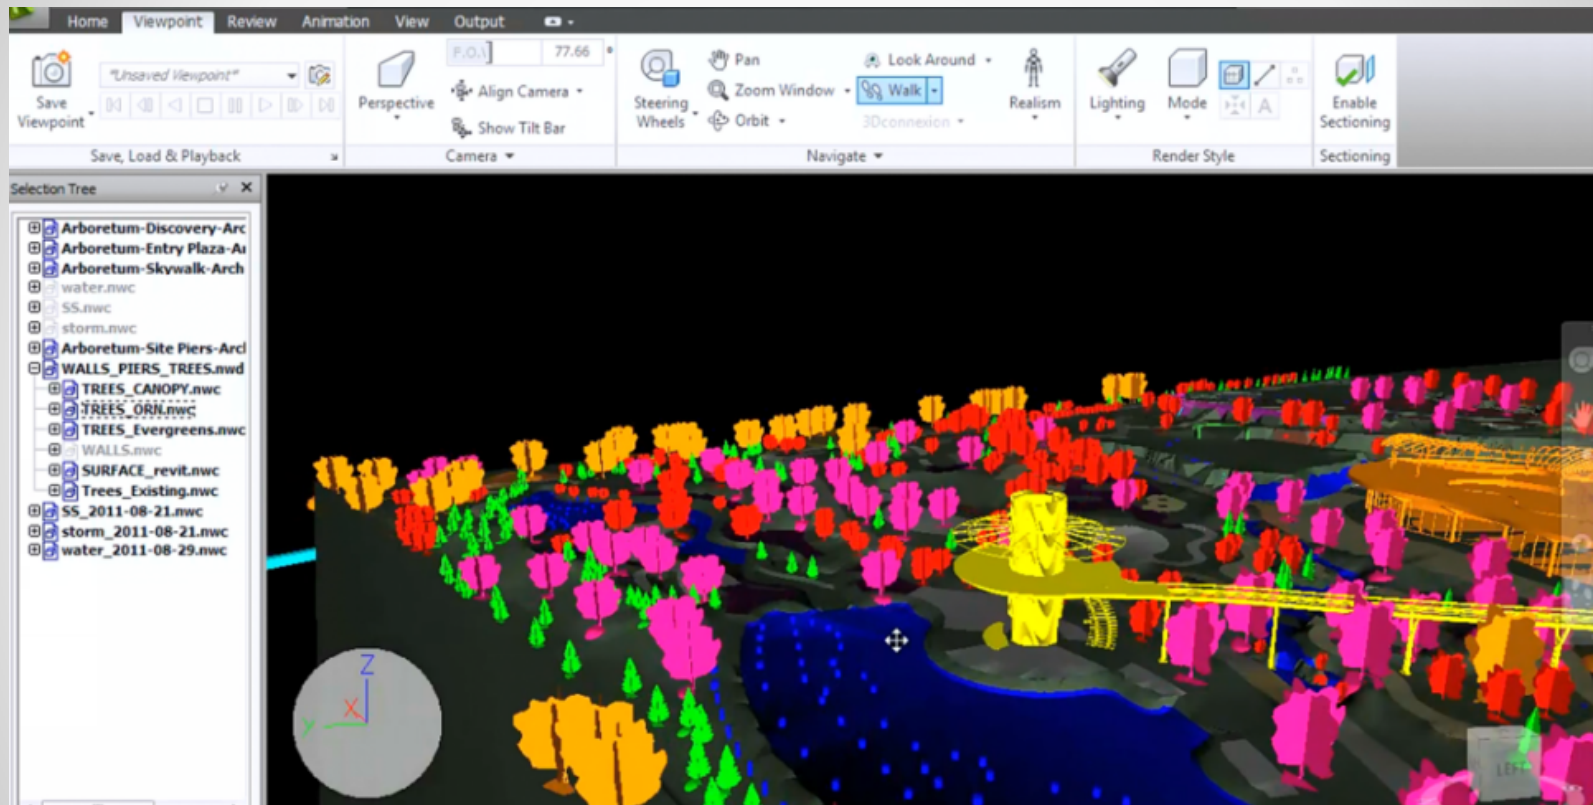 Home Viewpoint Review Animation View Output
Save Viewpoint
"Unsaved Viewpoint"
Save, Load & Playback
Perspective
F.O.V
77.66 °
Align Camera
Show Tilt Bar
Camera
Steering Wheels
Pan
Zoom Window
Orbit
Look Around
Walk
3Dconnexion
Navigate
Realism
Lighting
Mode
A
Render Style
Enable Sectioning
Sectioning
Selection Tree
Arboretum-Discovery-Arc
Arboretum-Entry Plaza-Ar
Arboretum-Skywalk-Arch
water.nwc
SS.nwc
storm.nwc
Arboretum-Site Piers-Arcl
WALLS_PIERS_TREES.nwd
TREES_CANOPY.nwc
TREES_ORN.nwc
TREES_Evergreens.nwc
WALLS.nwc
SURFACE_revit.nwc
Trees_Existing.nwc
SS_2011-08-21.nwc
storm_2011-08-21.nwc
water_2011-08-29.nwc
Z
X
Y
LEFT